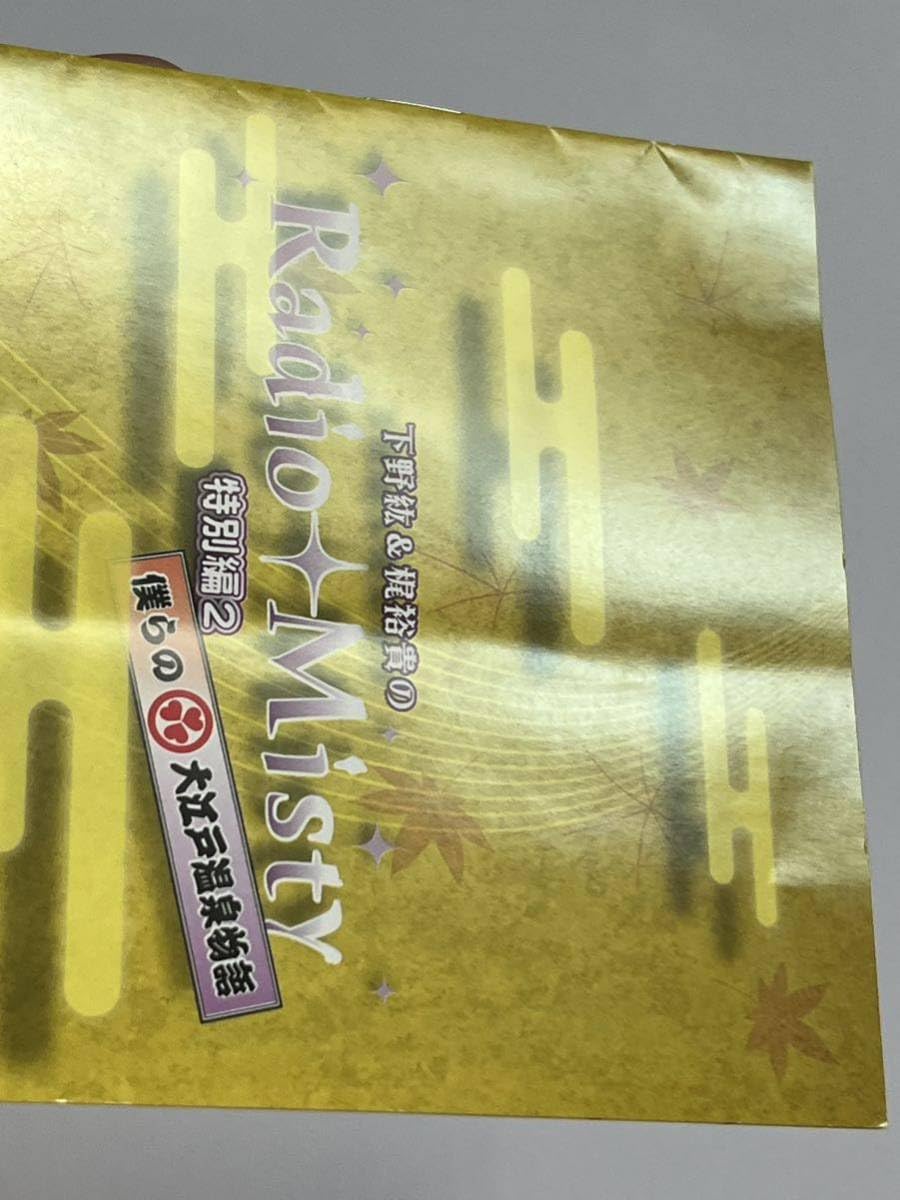 下野紘&梶裕貴の
Radio Misty
特別編2
僕らの大江戸温泉物語